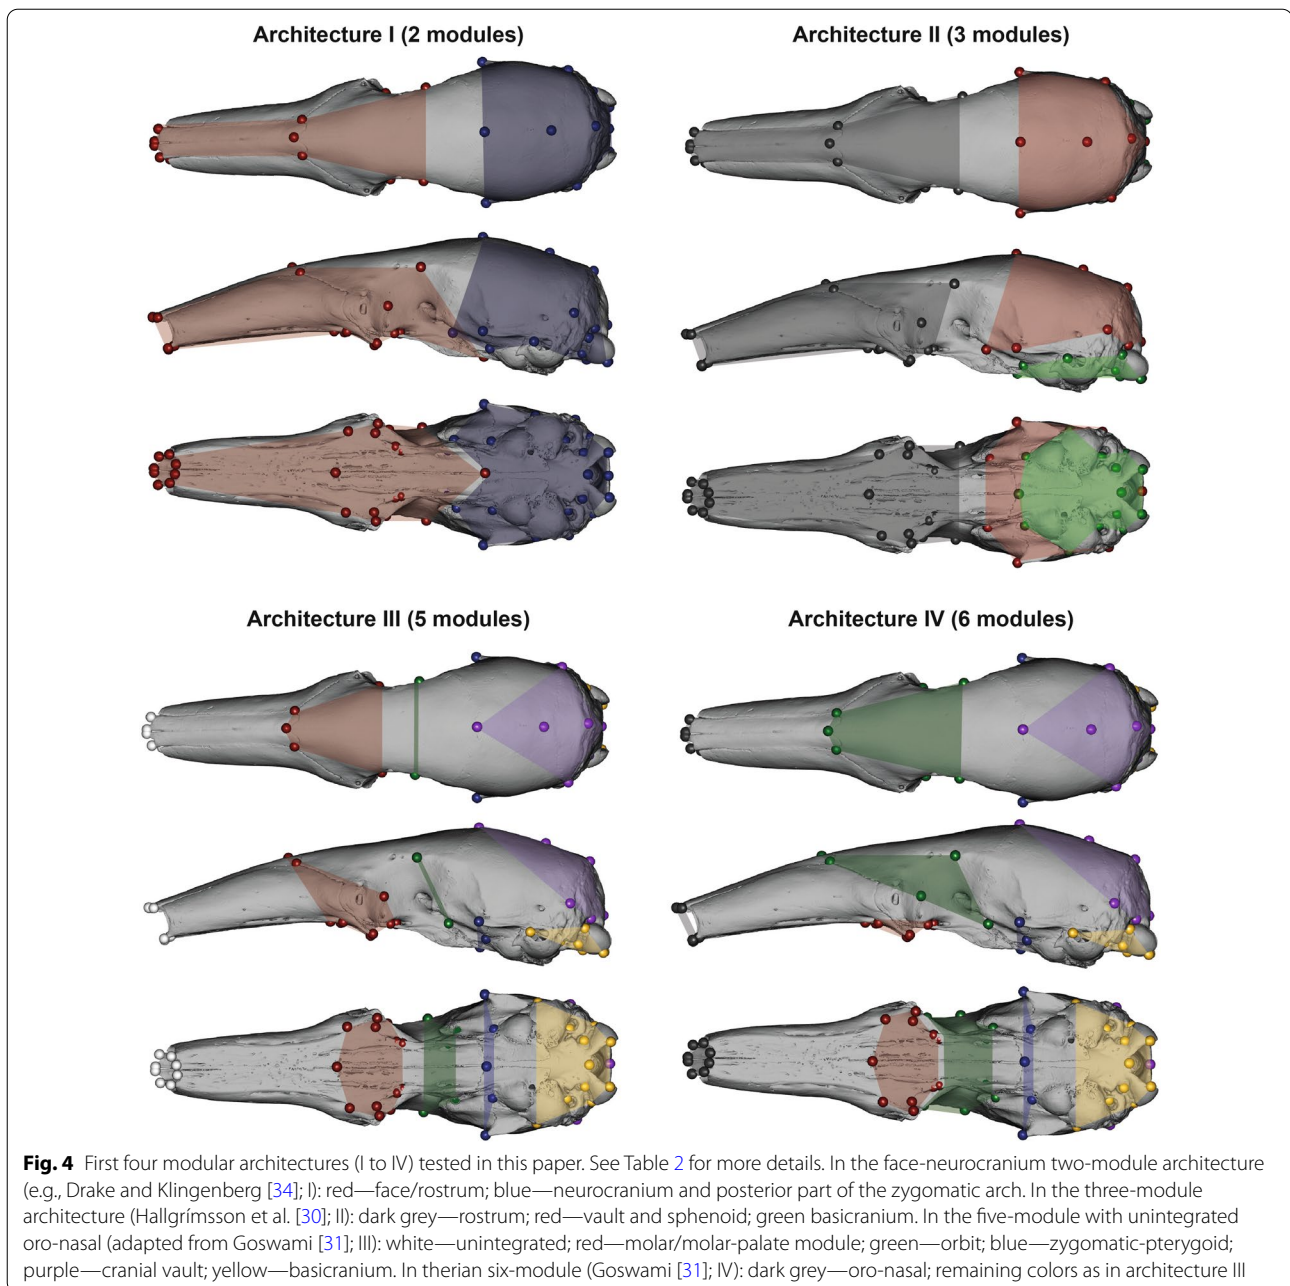 Architecture I (2 modules)
Architecture II (3 modules)
Architecture III (5 modules)
Architecture IV (6 modules)
Fig. 4 First four modular architectures (I to IV) tested in this paper. See Table 2 for more details. In the face-neurocranium two-module architecture
(e.g., Drake and Klingenberg [34]; I): red—face/rostrum; blue—neurocranium and posterior part of the zygomatic arch. In the three-module
architecture (Hallgrímsson et al. [30]; II): dark grey—rostrum; red—vault and sphenoid; green basicranium. In the five-module with unintegrated
oro-nasal (adapted from Goswami [31]; III): white—unintegrated; red—molar/molar-palate module; green—orbit; blue—zygomatic-pterygoid;
purple—cranial vault; yellow—basicranium. In therian six-module (Goswami [31]; IV): dark grey—oro-nasal; remaining colors as in architecture III